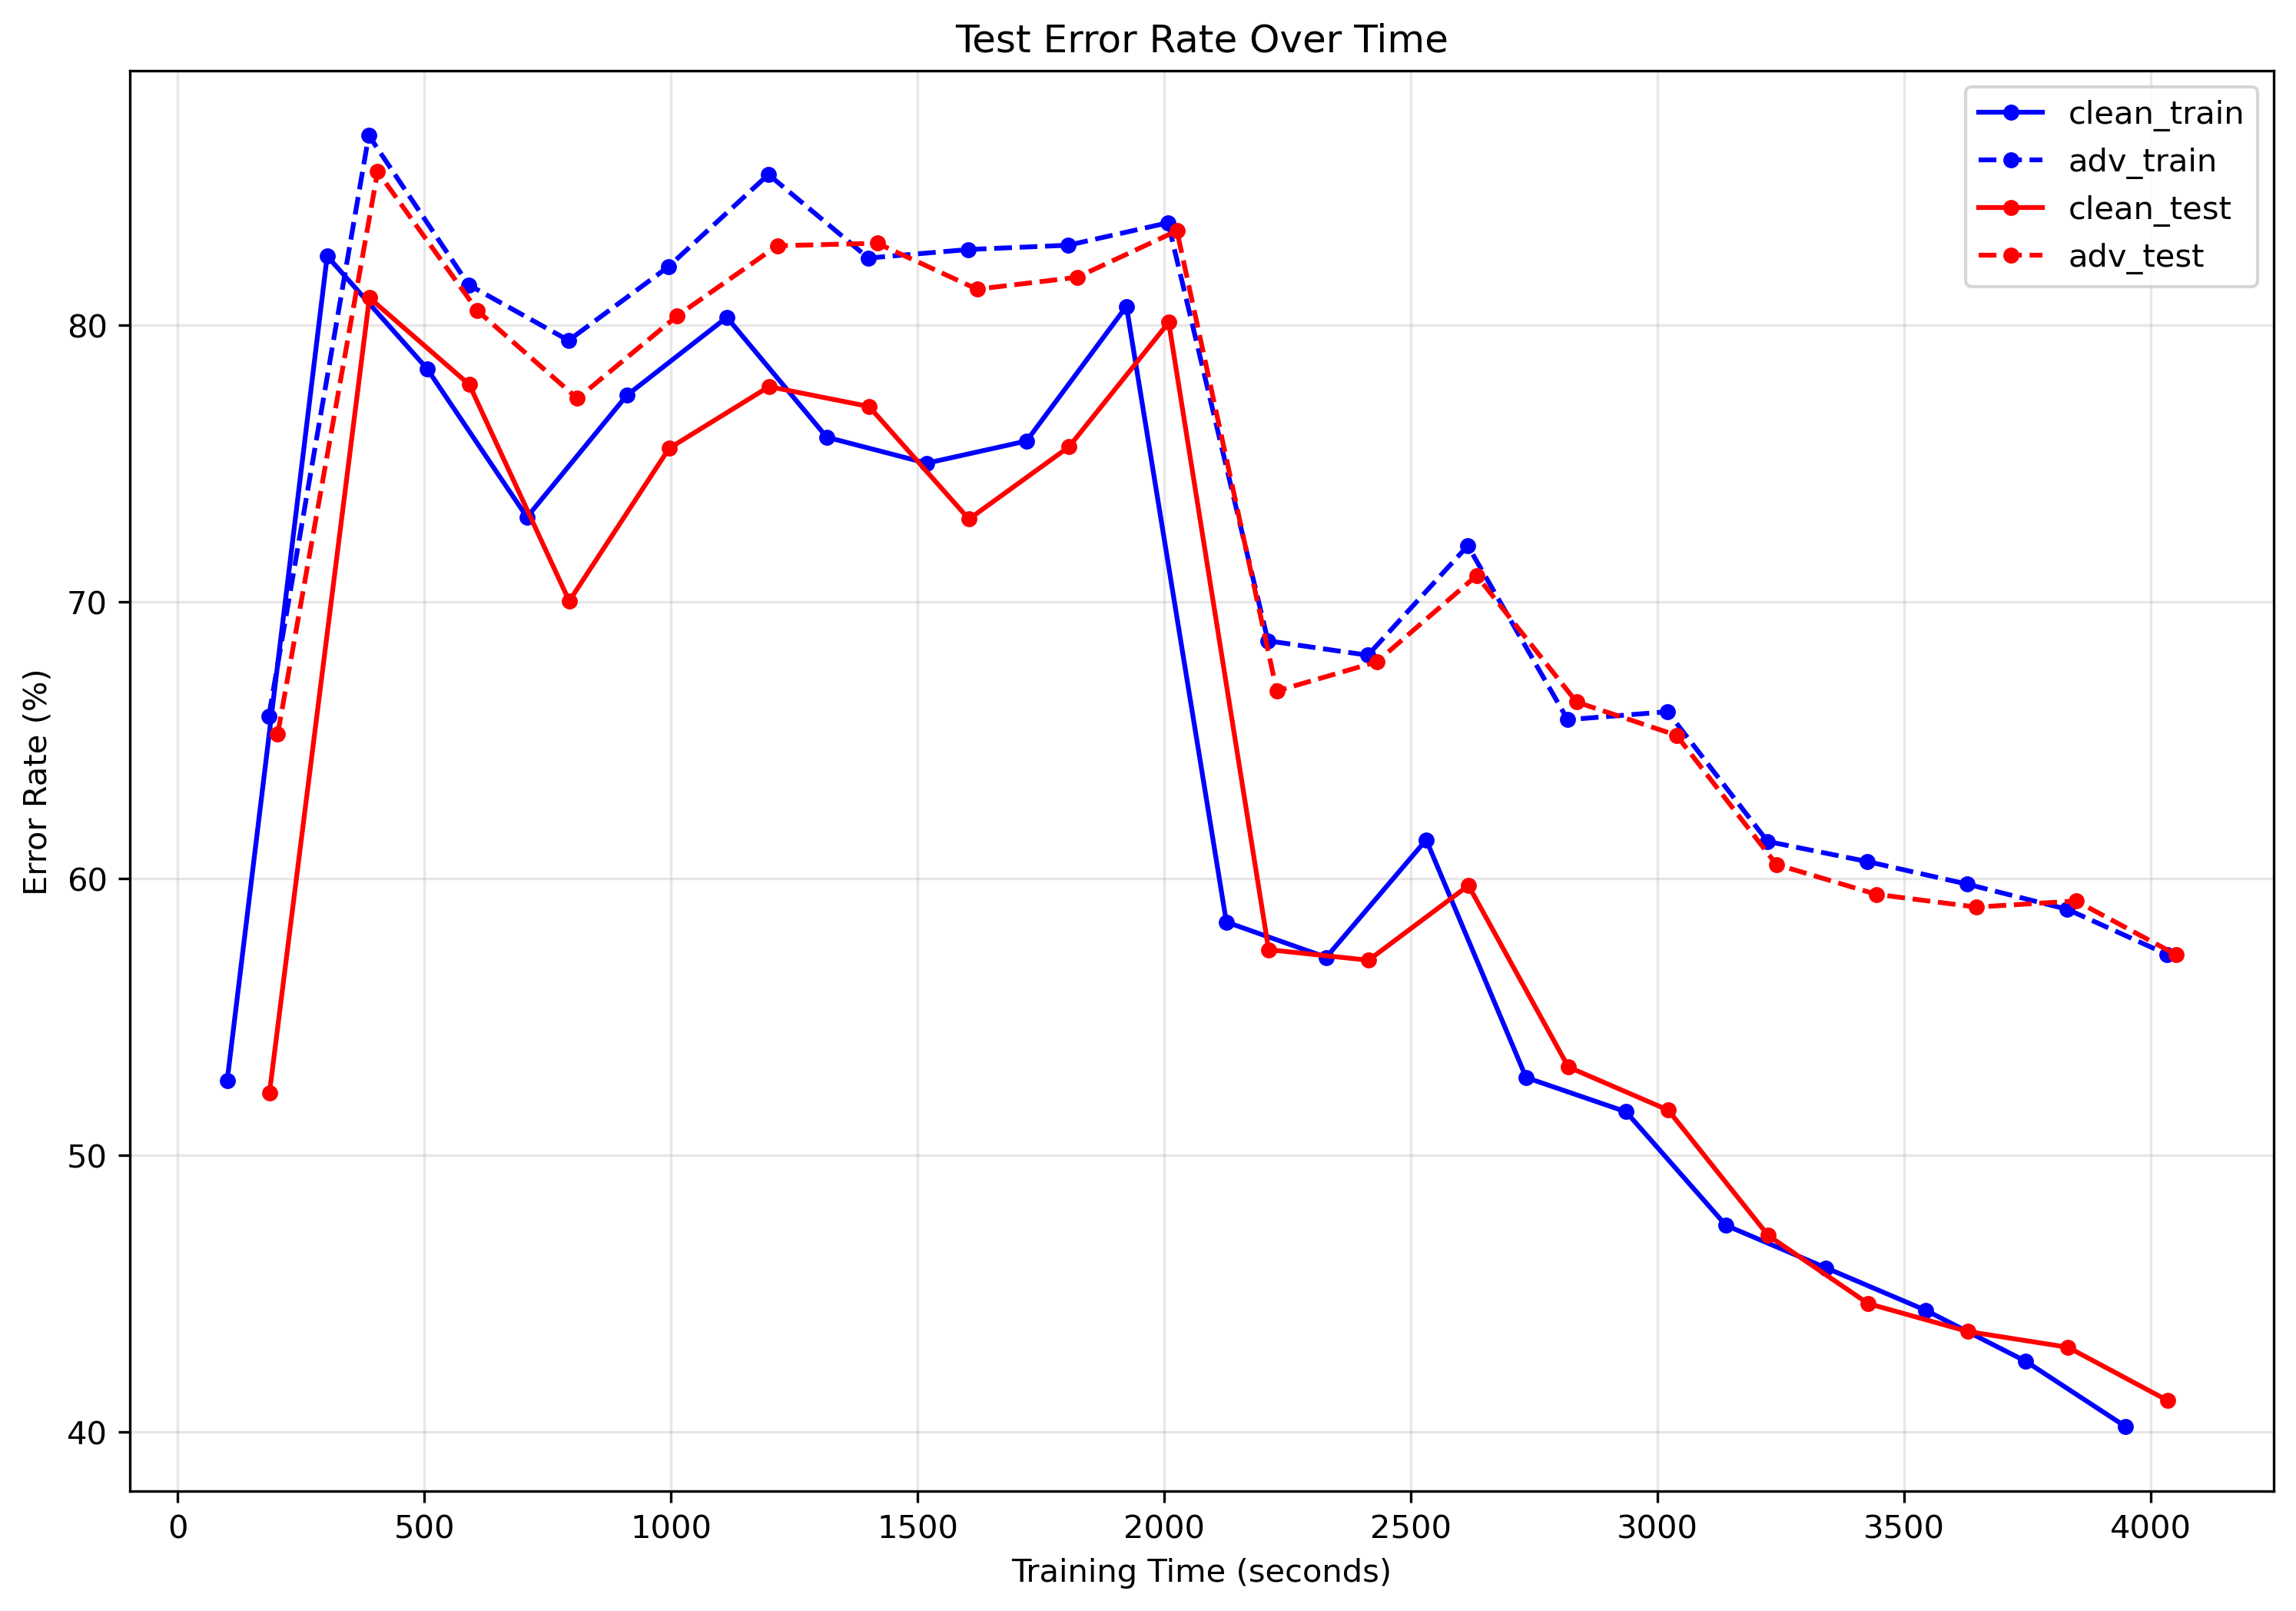 Test Error Rate Over Time
clean_train
adv_train
clean_test
adv_test
Error Rate (%)
80
70
60
50
40
0 500 1000 1500 2000 2500 3000 3500 4000
Training Time (seconds)